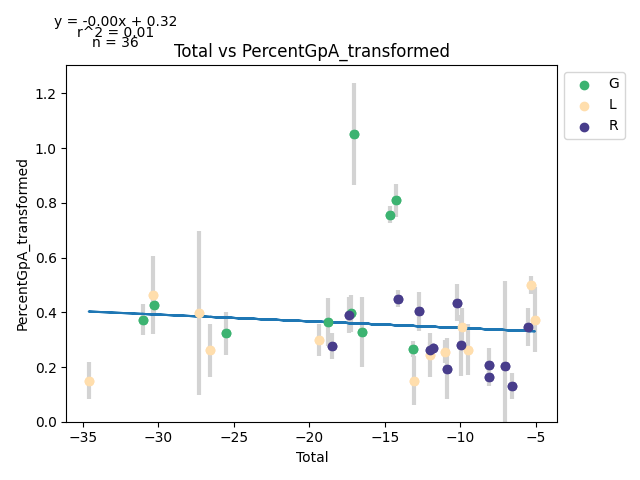 y = -0.00x + 0.32
r^2 = 0.01
n = 36
Total vs PercentGpA_transformed
G
L
R
PercentGpA_transformed
1.2
1.0
0.8
0.6
0.4
0.2
0.0
−35 −30 −25 −20 −15 −10 −5
Total